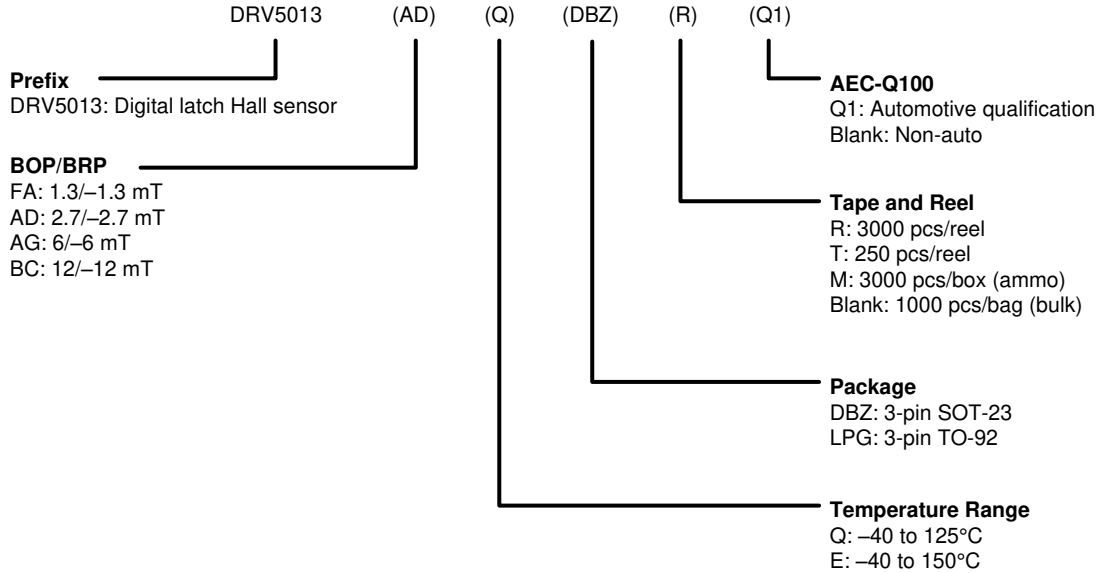 DRV5013 (AD) (Q) (DBZ) (R) (Q1)
Prefix
DRV5013: Digital latch Hall sensor
BOP/BRP
FA: 1.3/–1.3 mT
AD: 2.7/–2.7 mT
AG: 6/–6 mT
BC: 12/–12 mT
AEC-Q100
Q1: Automotive qualification
Blank: Non-auto
Tape and Reel
R: 3000 pcs/reel
T: 250 pcs/reel
M: 3000 pcs/box (ammo)
Blank: 1000 pcs/bag (bulk)
Package
DBZ: 3-pin SOT-23
LPG: 3-pin TO-92
Temperature Range
Q: –40 to 125°C
E: –40 to 150°C